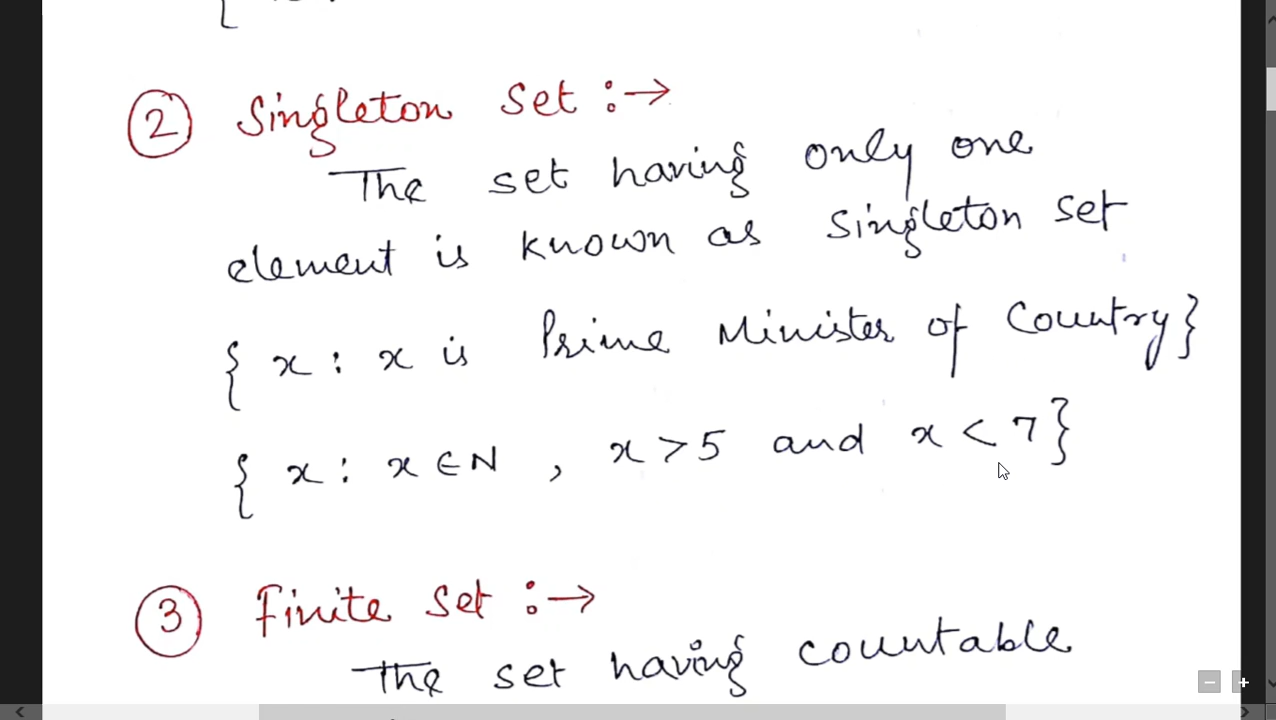 ② Singleton set :→
The set having only one
element is known as singleton set
{ x : x is Prime Minister of Country}
{ x : x ∈ N , x > 5 and x < 7}
③ Finite set :→
The set having countable